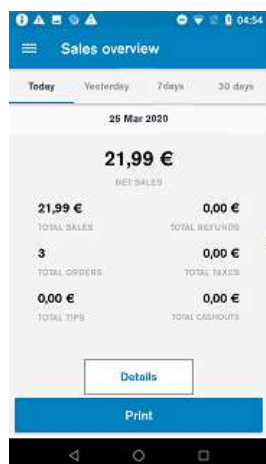 04:54
Sales overview
Today Yesterday 7days 30 days
25 Mar 2020
21,99 €
NET SALES
21,99 € 0,00 €
TOTAL SALES TOTAL REFUNDS
3 0,00 €
TOTAL ORDERS TOTAL TAXES
0,00 € 0,00 €
TOTAL TIPS TOTAL CASHOUTS
Details
Print